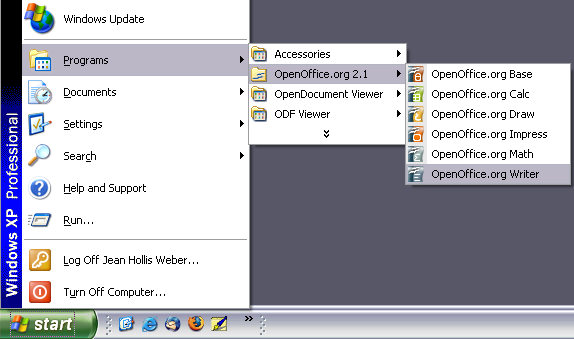 Windows Update
Programs
Documents
Settings
Search
Help and Support
Run...
Log Off Jean Hollis Weber...
Turn Off Computer...
Windows XP Professional
Accessories
OpenOffice.org 2.1
OpenDocument Viewer
ODF Viewer
OpenOffice.org Base
OpenOffice.org Calc
OpenOffice.org Draw
OpenOffice.org Impress
OpenOffice.org Math
OpenOffice.org Writer
start